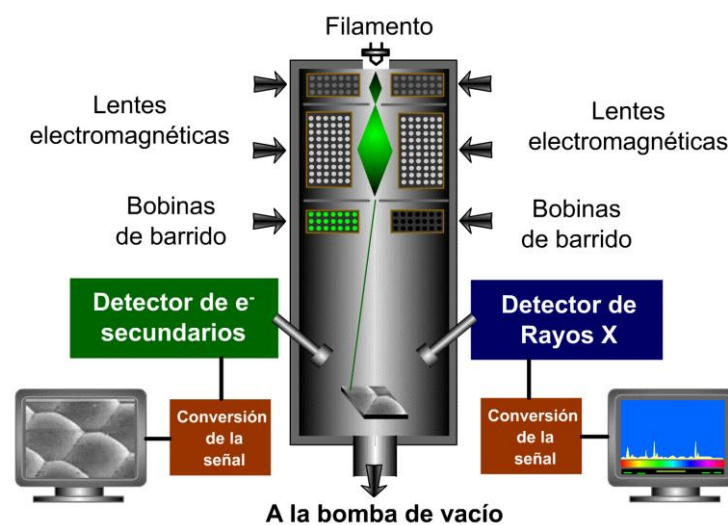 Filamento
Lentes
electromagnéticas
Lentes
electromagnéticas
Bobinas
de barrido
Bobinas
de barrido
Detector de e-
secundarios
Detector de
Rayos X
Conversión
de la
señal
Conversión
de la
señal
A la bomba de vacío